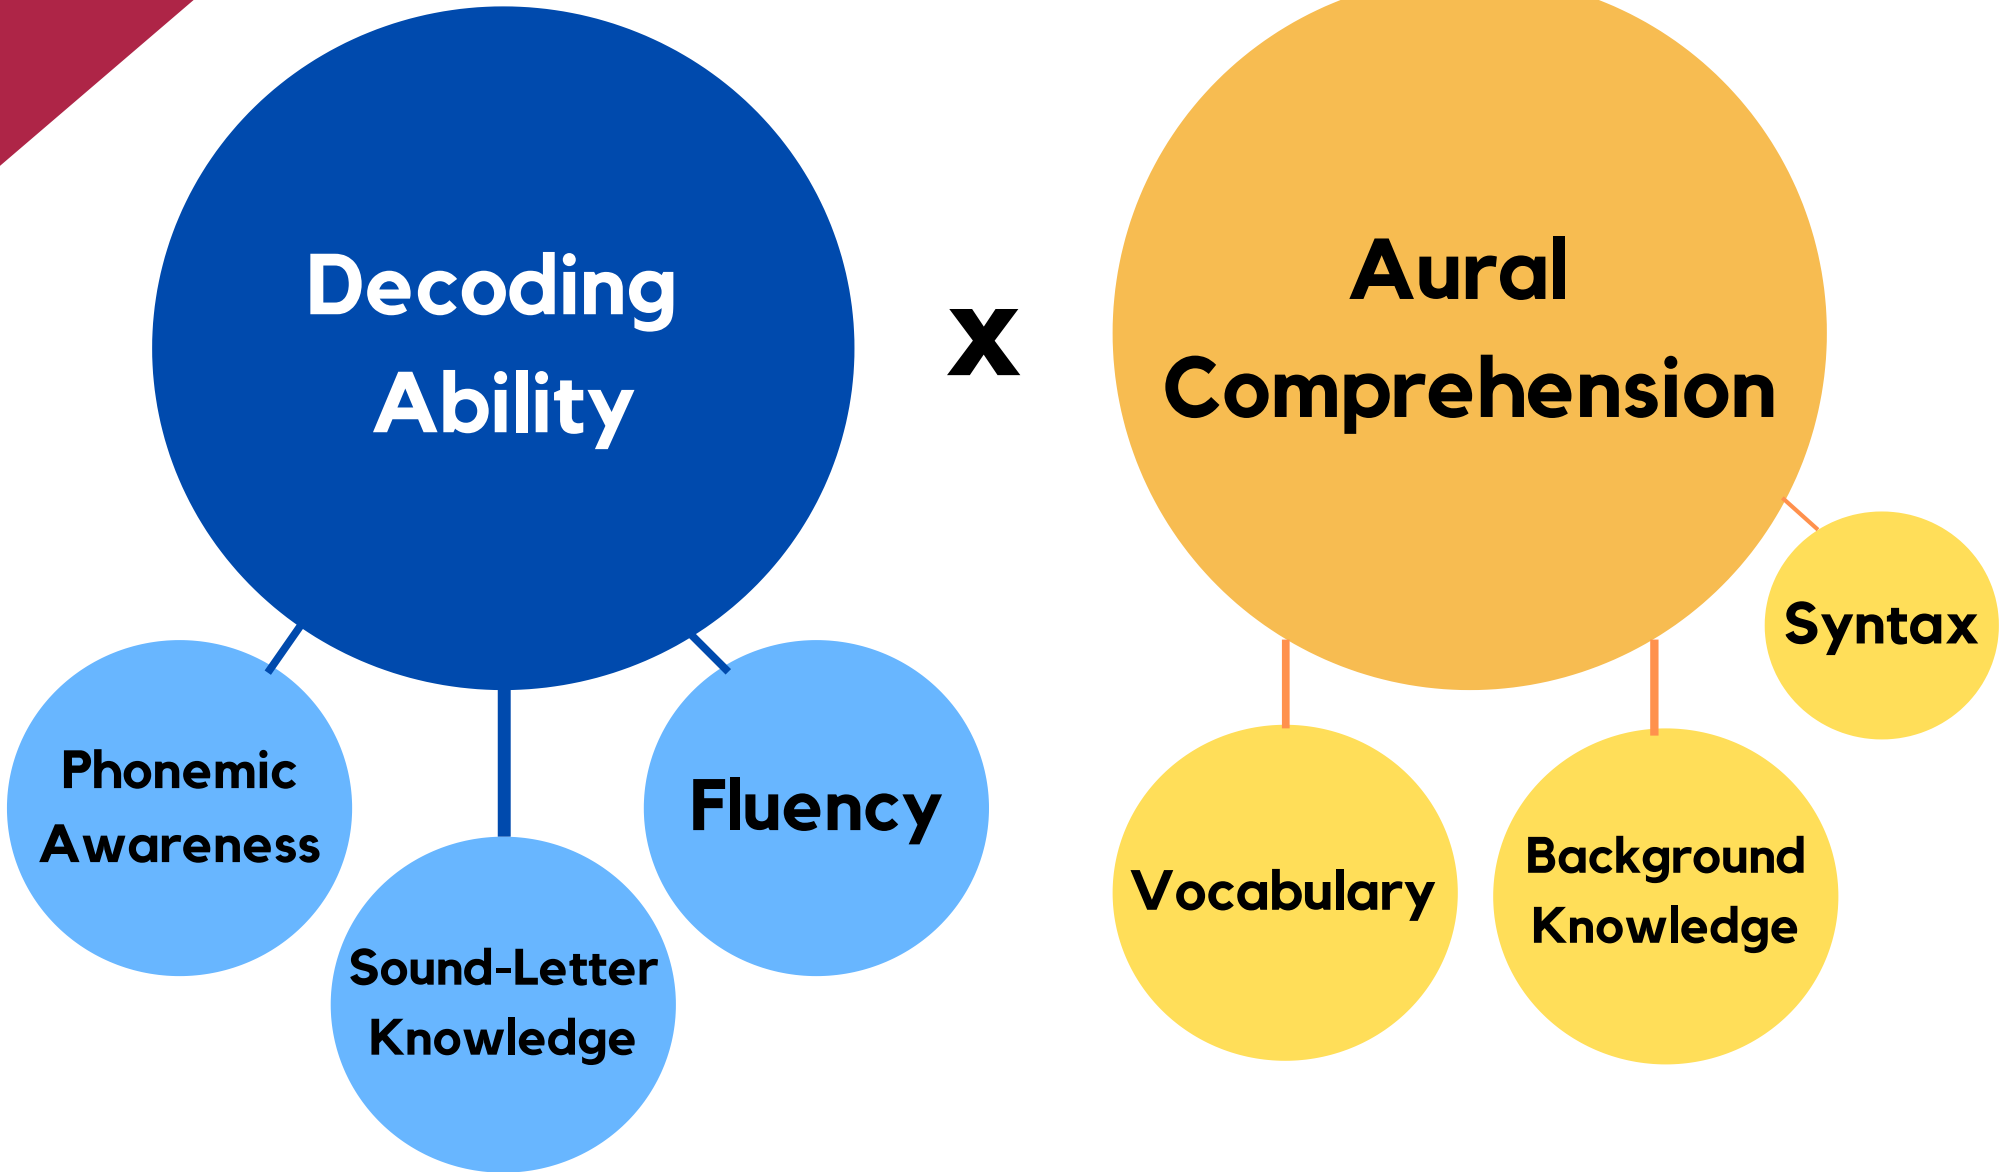 Decoding
Ability
x
Aural
Comprehension
Phonemic
Awareness
Sound-Letter
Knowledge
Fluency
Vocabulary
Background
Knowledge
Syntax